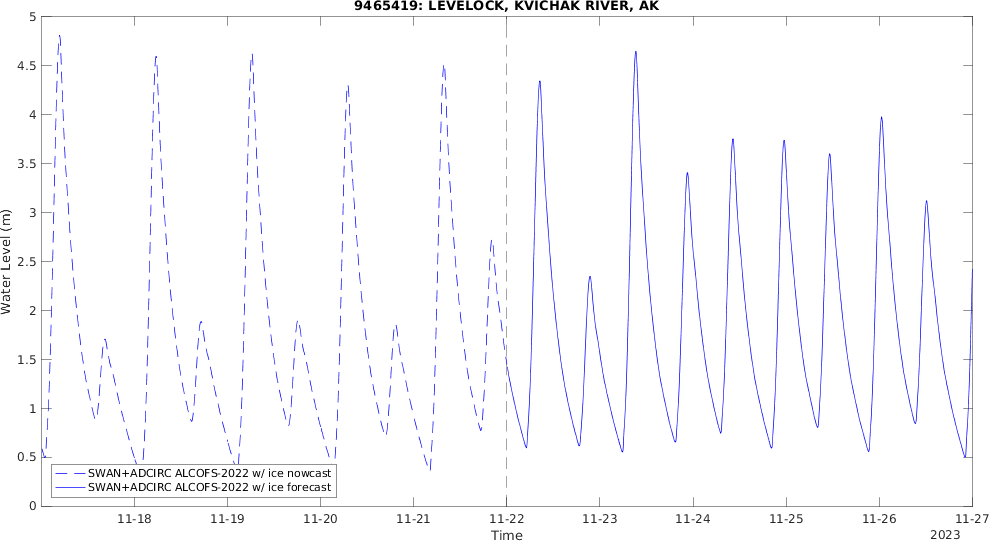 9465419: LEVELOCK, KVICHAK RIVER, AK
Water Level (m)
5
4.5
4
3.5
3
2.5
2
1.5
1
0.5
0
SWAN+ADCIRC ALCOFS-2022 w/ ice nowcast
SWAN+ADCIRC ALCOFS-2022 w/ ice forecast
11-18 11-19 11-20 11-21 11-22 11-23 11-24 11-25 11-26 11-27
Time
2023